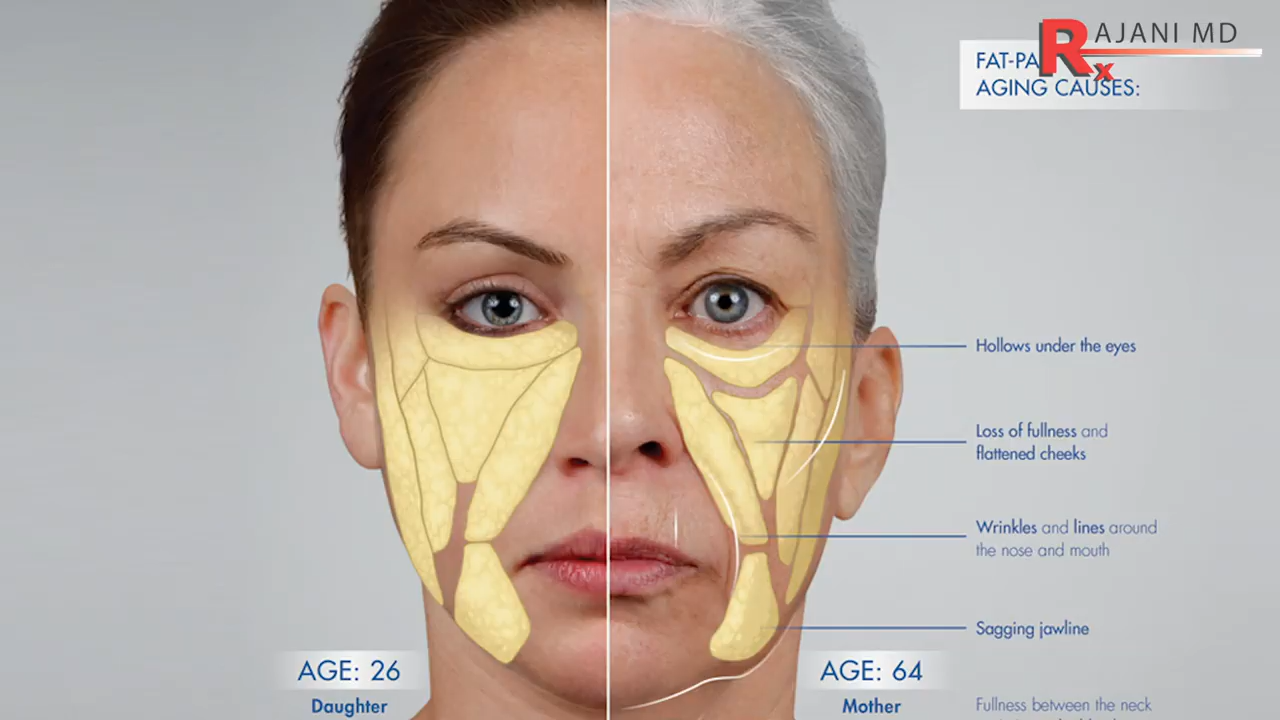 RAJANI MD
Rx
FAT-PA
AGING CAUSES:
Hollows under the eyes
Loss of fullness and
flattened cheeks
Wrinkles and lines around
the nose and mouth
Sagging jawline
AGE: 26
Daughter
AGE: 64
Mother
Fullness between the neck